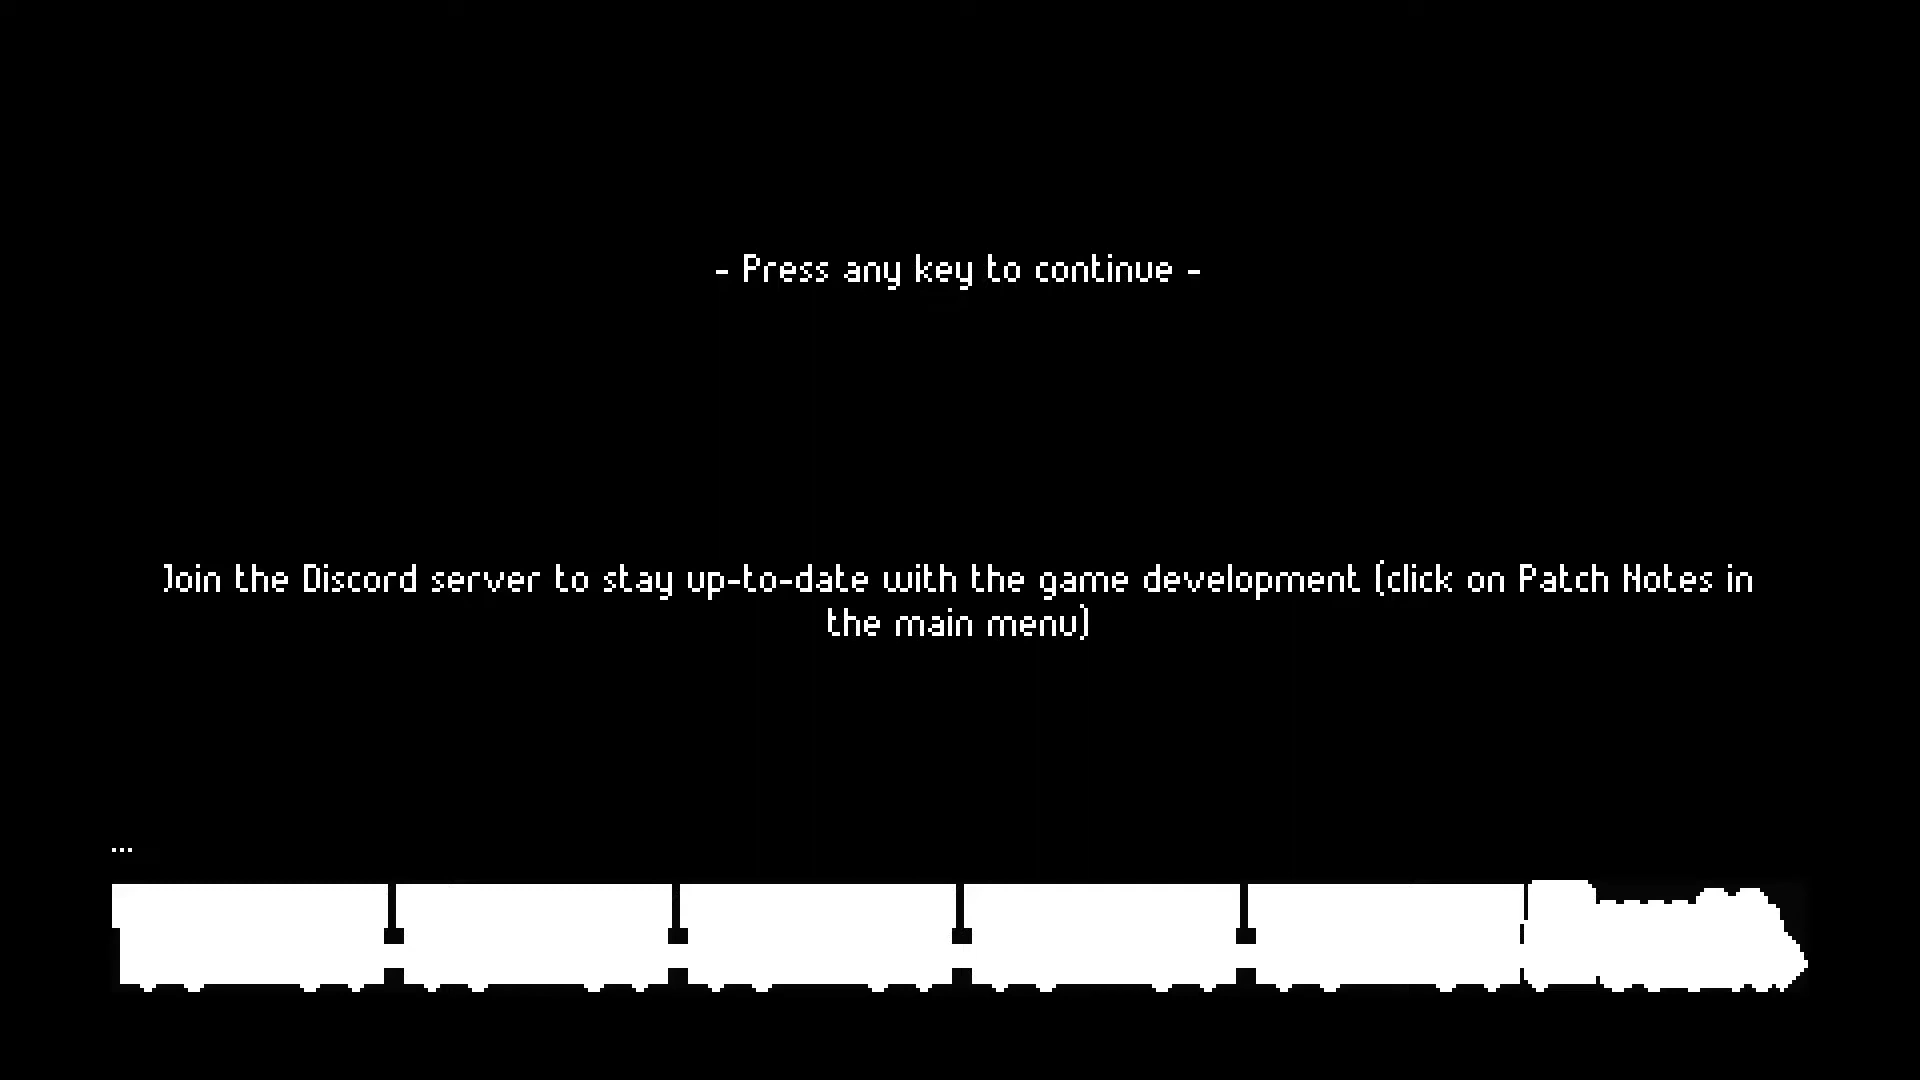 - Press any key to continue -
Join the Discord server to stay up-to-date with the game development (click on Patch Notes in
the main menu)
...